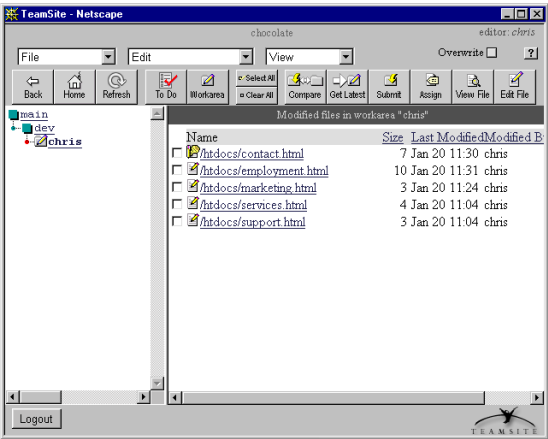 TeamSite - Netscape
chocolate editor: chris
File Edit View Overwrite ?
Back Home Refresh To Do Workarea Select All Clear All Compare Get Latest Submit Assign View File Edit File
main
dev
chris
Modified files in workarea "chris"
Name Size Last Modified Modified B
/htdocs/contact.html 7 Jan 20 11:30 chris
/htdocs/employment.html 10 Jan 20 11:31 chris
/htdocs/marketing.html 3 Jan 20 11:24 chris
/htdocs/services.html 4 Jan 20 11:04 chris
/htdocs/support.html 3 Jan 20 11:04 chris
Logout
TEAMSITE